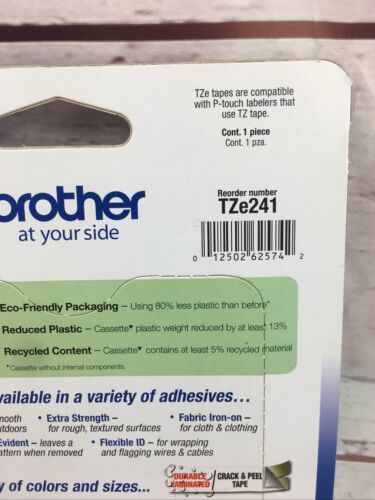 TZe tapes are compatible
with P-touch labelers that
use TZ tape.
Cont. 1 piece
Cont. 1 pza.
brother
at your side
Reorder number
TZe241
0 12502 62574 2
Eco-Friendly Packaging – Using 80% less plastic than before*
Reduced Plastic – Cassette▼ plastic weight reduced by at least 13%
Recycled Content – Cassette▼ contains at least 5% recycled material
*Cassette without internal components.
vailable in a variety of adhesives...
mooth
utdoors
• Extra Strength –
for rough, textured surfaces
• Fabric Iron-on –
for cloth & clothing
Evident – leaves a
attern when removed
• Flexible ID – for wrapping
and flagging wires & cables
y of colors and sizes...
DURABLE
LAMINATED
CRACK & PEEL
TAPE